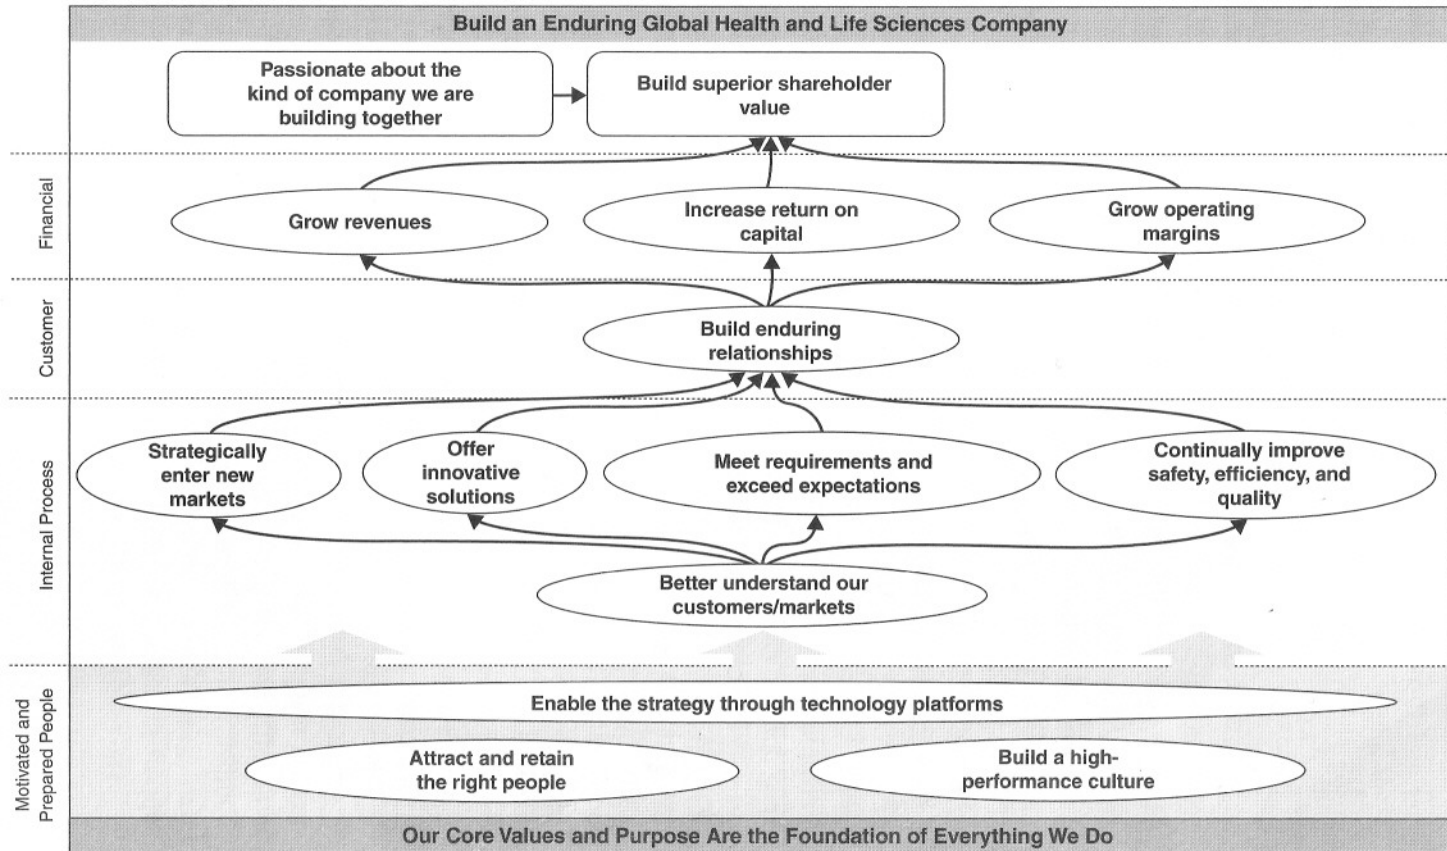 Build an Enduring Global Health and Life Sciences Company
Passionate about the
kind of company we are
building together
Build superior shareholder
value
Financial
Grow revenues
Increase return on
capital
Grow operating
margins
Customer
Build enduring
relationships
Internal Process
Strategically
enter new
markets
Offer
innovative
solutions
Meet requirements and
exceed expectations
Continually improve
safety, efficiency, and
quality
Better understand our
customers/markets
Motivated and
Prepared People
Enable the strategy through technology platforms
Attract and retain
the right people
Build a high-
performance culture
Our Core Values and Purpose Are the Foundation of Everything We Do